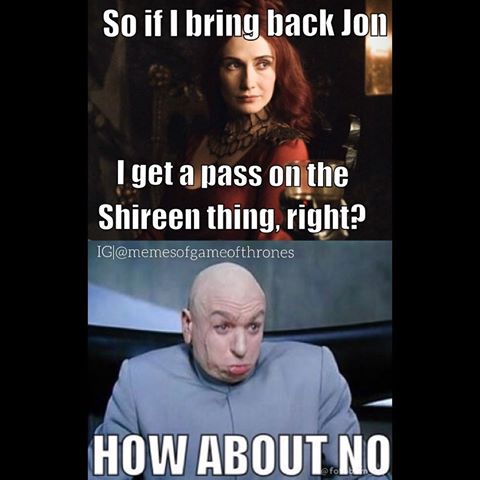 So if I bring back Jon
I get a pass on the
Shireen thing, right?
IG|@memesofgameofthrones
HOW ABOUT NO